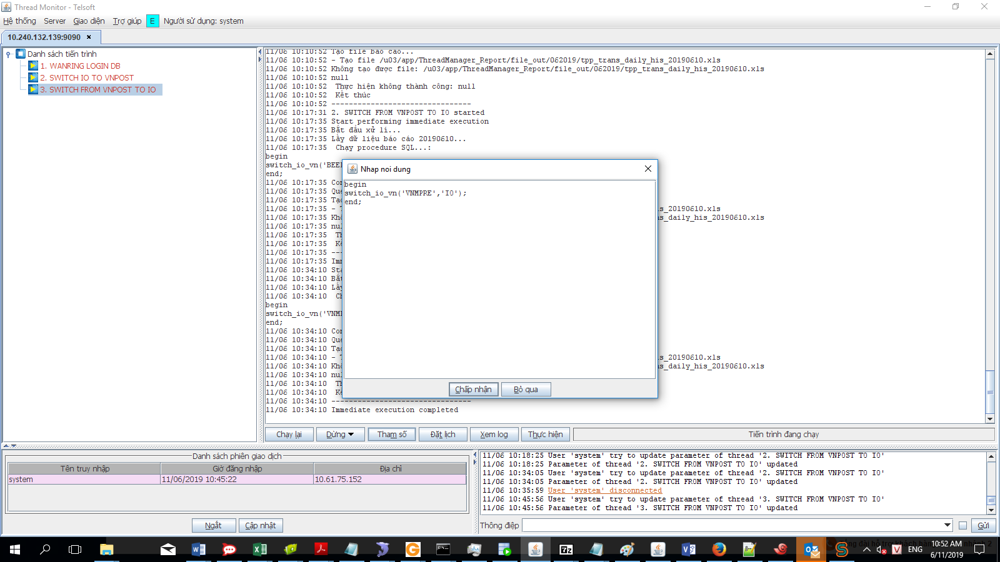 Thread Monitor - Telsoft
Hệ thống Server Giao diện Trợ giúp E Người sử dụng: system
10.240.132.139:9090
Danh sách tiến trình
1. WANRING LOGIN DB
2. SWITCH IO TO VNPOST
3. SWITCH FROM VNPOST TO IO
11/06 10:10:52 Tạo file báo cáo...
11/06 10:10:52 - Tạo file /u03/app/ThreadManager_Report/file_out/062019/tpp_trans_daily_his_20190610.xls
11/06 10:10:52 Không tạo được file: /u03/app/ThreadManager_Report/file_out/062019/tpp_trans_daily_his_20190610.xls
11/06 10:10:52 null
11/06 10:10:52 Thực hiện không thành công: null
11/06 10:10:52 Kết thúc
11/06 10:10:52 --------------------------------
11/06 10:17:31 2. SWITCH FROM VNPOST TO IO started
11/06 10:17:35 Start performing immediate execution
11/06 10:17:35 Bắt đầu xử lí...
11/06 10:17:35 Lấy dữ liệu báo cáo 20190610...
11/06 10:17:35 Chạy procedure SQL...:
begin
switch_io_vn('BEE
end;
11/06 10:17:35 Con
11/06 10:17:35 Que
11/06 10:17:35 Tạo
11/06 10:17:35 - T
is_20190610.xls
11/06 10:17:35 Khô
s_daily_his_20190610.xls
11/06 10:17:35 nul
11/06 10:17:35 Th
11/06 10:17:35 Kế
11/06 10:17:35 ---
11/06 10:17:35 Imm
11/06 10:34:10 Sta
11/06 10:34:10 Bắt
11/06 10:34:10 Lấy
11/06 10:34:10 Ch
begin
switch_io_vn('VNM
end;
11/06 10:34:10 Con
11/06 10:34:10 Que
11/06 10:34:10 Tạo
11/06 10:34:10 - T
is_20190610.xls
11/06 10:34:10 Khô
s_daily_his_20190610.xls
11/06 10:34:10 nul
11/06 10:34:10 Th
11/06 10:34:10 Kế
11/06 10:34:10 --------------------------------
11/06 10:34:10 Immediate execution completed
Nhap noi dung
begin
switch_io_vn('VNMPRE','IO');
end;
Chấp nhận Bỏ qua
Chạy lại Dừng Tham số Đặt lịch Xem log Thực hiện Tiến trình đang chạy
Danh sách phiên giao dịch
Tên truy nhập Giờ đăng nhập Địa chỉ
system 11/06/2019 10:45:22 10.61.75.152
Ngắt Cập nhật
11/06 10:18:25 User 'system' try to update parameter of thread '2. SWITCH FROM VNPOST TO IO'
11/06 10:18:25 Parameter of thread '2. SWITCH FROM VNPOST TO IO' updated
11/06 10:34:05 User 'system' try to update parameter of thread '2. SWITCH FROM VNPOST TO IO'
11/06 10:34:05 Parameter of thread '2. SWITCH FROM VNPOST TO IO' updated
11/06 10:35:59 User 'system' disconnected
11/06 10:45:56 User 'system' try to update parameter of thread '3. SWITCH FROM VNPOST TO IO'
11/06 10:45:56 Parameter of thread '3. SWITCH FROM VNPOST TO IO' updated
Thông điệp Gửi
ENG
10:52 AM
6/11/2019